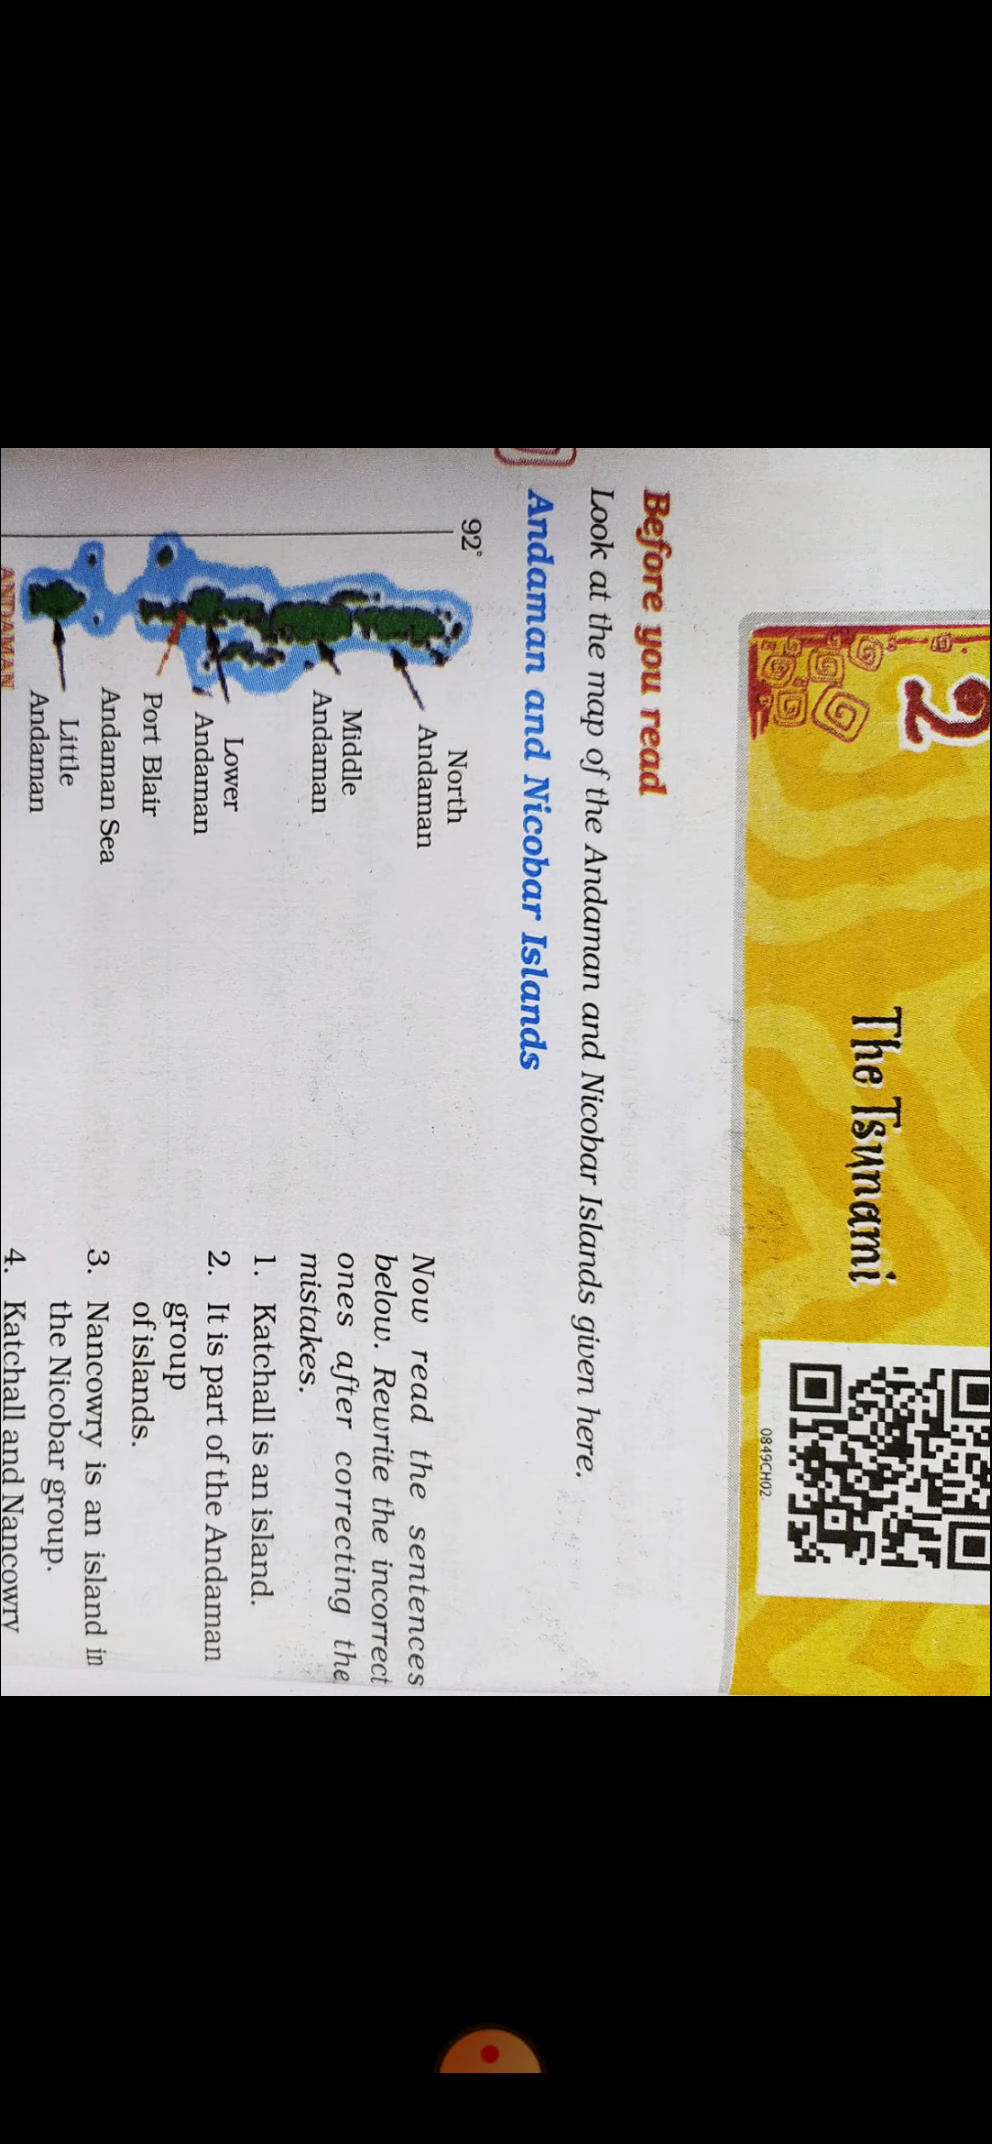 2
The Tsunami
0849CH02
Before you read
Look at the map of the Andaman and Nicobar Islands given here.
Andaman and Nicobar Islands
92°
North
Andaman
Middle
Andaman
Lower
Andaman
Port Blair
Andaman Sea
Little
Andaman
ANDAMAN
Now read the sentences
below. Rewrite the incorrect
ones after correcting the
mistakes.
1. Katchall is an island.
2. It is part of the Andaman
group
of islands.
3. Nancowry is an island in
the Nicobar group.
4. Katchall and Nancowry